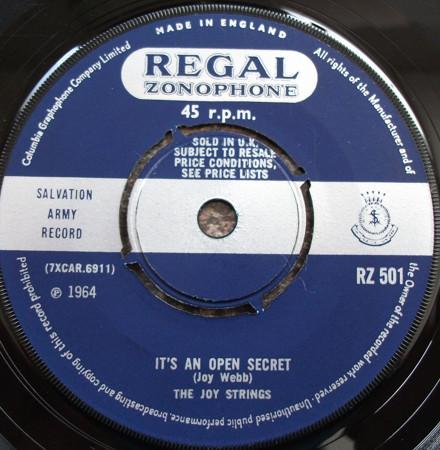 MADE IN ENGLAND
Columbia Graphophone Company Limited
All rights of the Manufacturer and of
REGAL
ZONOPHONE
45 r.p.m.
SOLD IN U.K.
SUBJECT TO RESALE
PRICE CONDITIONS,
SEE PRICE LISTS
SALVATION
ARMY
RECORD
(7XCAR.6911)
℗ 1964
RZ 501
IT'S AN OPEN SECRET
(Joy Webb)
THE JOY STRINGS
the Owner of the recorded work reserved. Unauthorised public performance, broadcasting and copying of this record prohibited